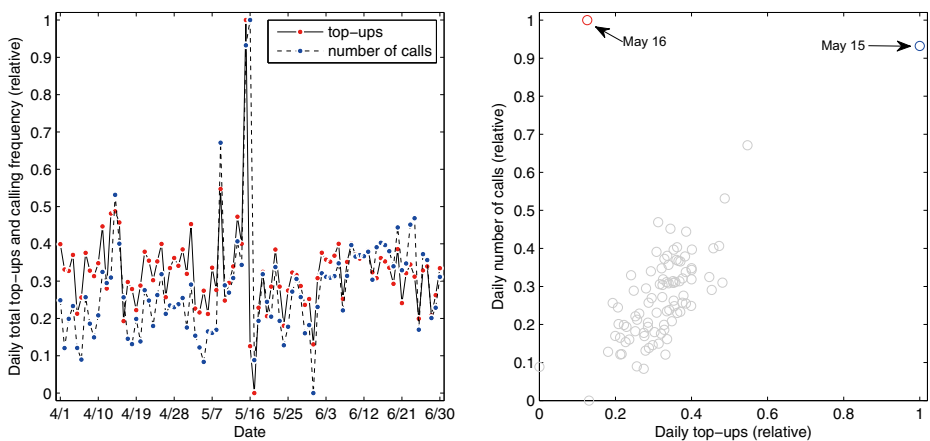 Daily total top-ups and calling frequency (relative)
1
0.9
0.8
0.7
0.6
0.5
0.4
0.3
0.2
0.1
0
top-ups
number of calls
4/1 4/10 4/19 4/28 5/7 5/16 5/25 6/3 6/12 6/21 6/30
Date
Daily number of calls (relative)
1
0.9
0.8
0.7
0.6
0.5
0.4
0.3
0.2
0.1
0
May 16
May 15
0 0.2 0.4 0.6 0.8 1
Daily top-ups (relative)